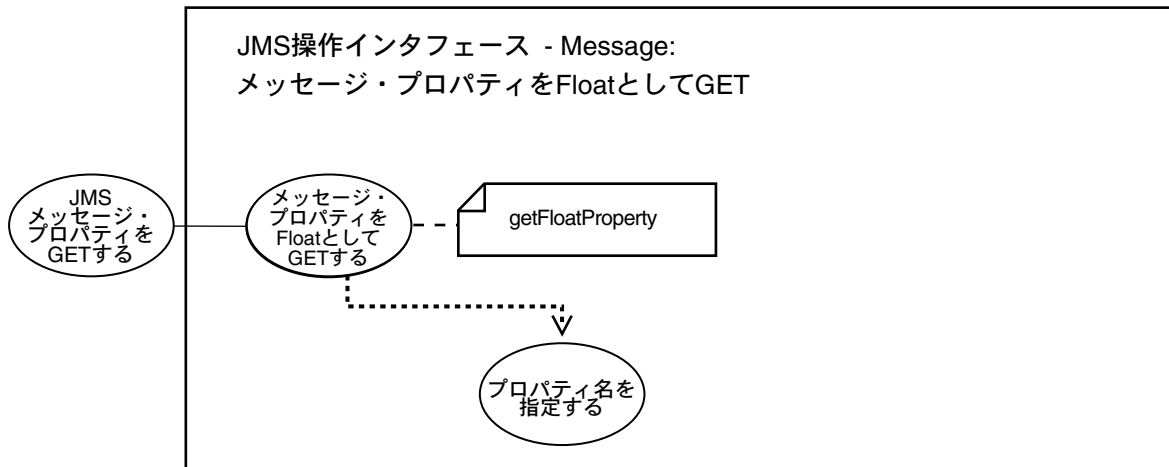 JMS操作インタフェース - Message:
メッセージ・プロパティをFloatとしてGET
JMS
メッセージ・
プロパティを
GETする
メッセージ・
プロパティを
Floatとして
GETする
getFloatProperty
プロパティ名を
指定する